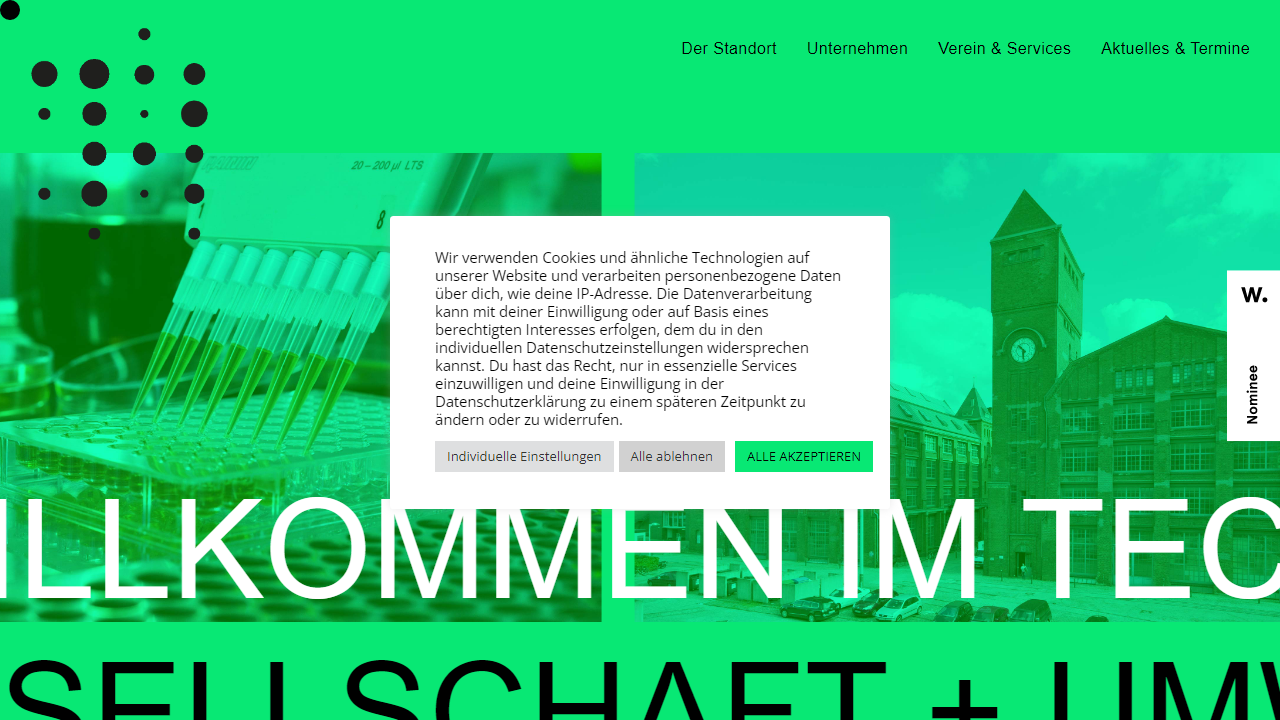 Der Standort Unternehmen Verein & Services Aktuelles & Termine
20 – 200 µl LTS
1
8
Wir verwenden Cookies und ähnliche Technologien auf
unserer Website und verarbeiten personenbezogene Daten
über dich, wie deine IP-Adresse. Die Datenverarbeitung
kann mit deiner Einwilligung oder auf Basis eines
berechtigten Interesses erfolgen, dem du in den
individuellen Datenschutzeinstellungen widersprechen
kannst. Du hast das Recht, nur in essenzielle Services
einzuwilligen und deine Einwilligung in der
Datenschutzerklärung zu einem späteren Zeitpunkt zu
ändern oder zu widerrufen.
Individuelle Einstellungen Alle ablehnen ALLE AKZEPTIEREN
W.
Nominee
ILLKOMMEN IM TEC
SELLSCHAFT + UMW